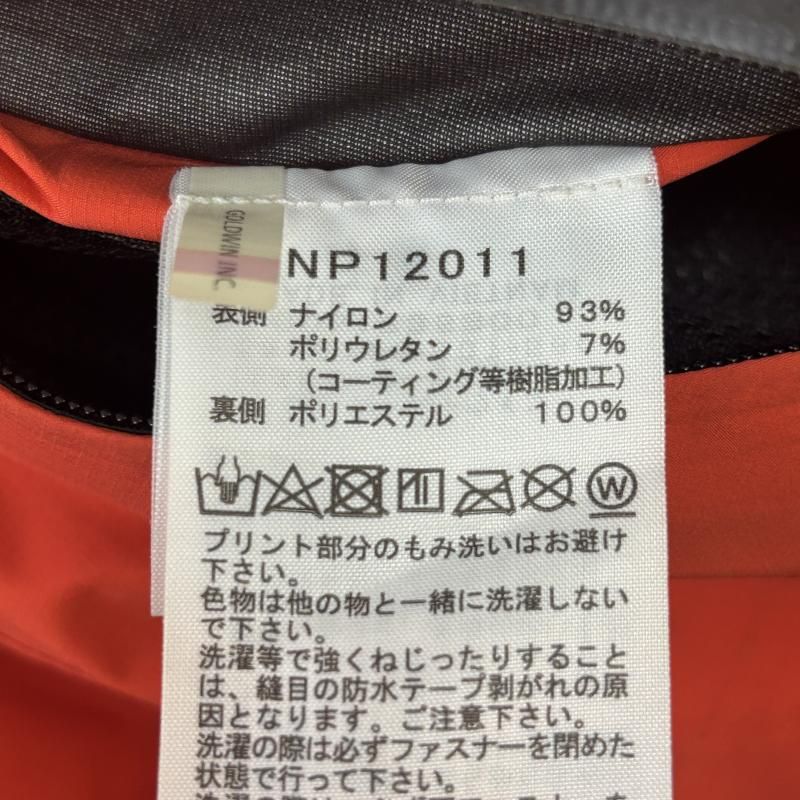 GOLDWIN INC.
NP12011
表側 ナイロン 93%
ポリウレタン 7%
(コーティング等樹脂加工)
裏側 ポリエステル 100%
W
プリント部分のもみ洗いはお避け
下さい。
色物は他の物と一緒に洗濯しない
で下さい。
洗濯等で強くねじったりすること
は、縫目の防水テープ剥がれの原
因となります。ご注意下さい。
洗濯の際は必ずファスナーを閉めた
状態で行って下さい。